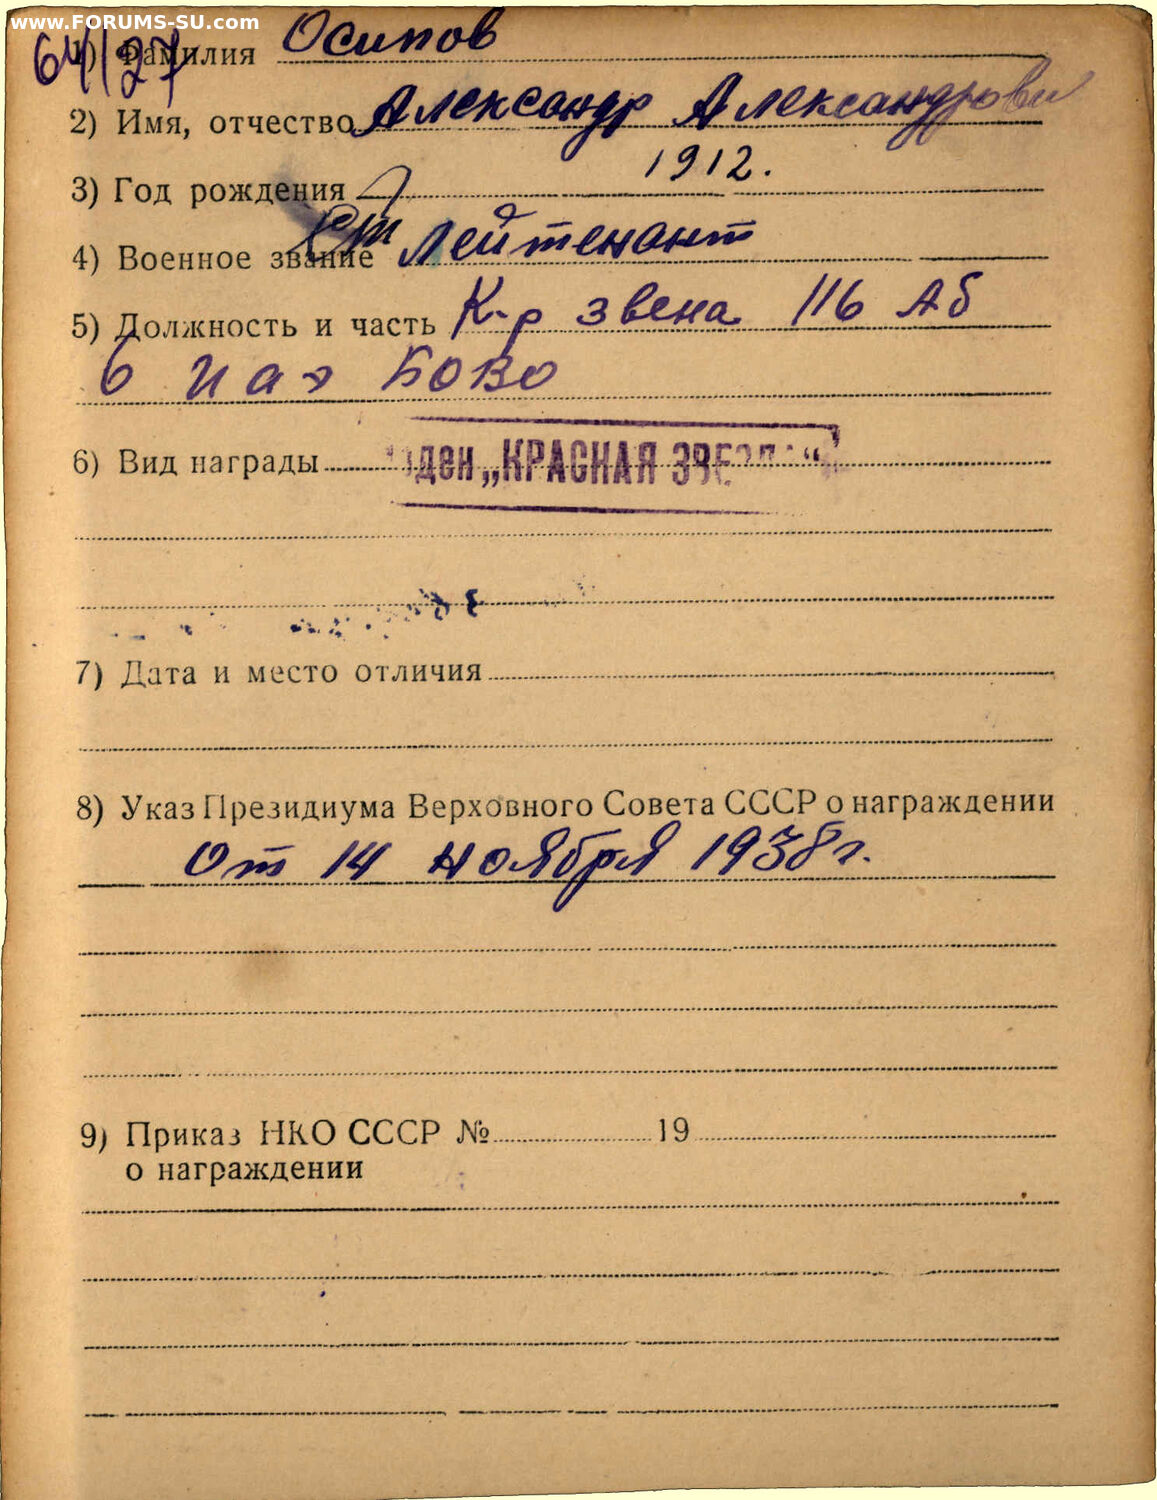 www.FORUMS-SU.com
64/27
1) Фамилия Осипов
2) Имя, отчество Александр Александрови
1912.
3) Год рождения
4) Военное звание Ст лейтенант
5) Должность и часть К-р звена 116 Аб
6 БОВО
6) Вид награды „КРАСНАЯ
7) Дата и место отличия
8) Указ Президиума Верховного Совета СССР о награждении
от 14 ноября 1938 г.
9) Приказ НКО СССР № 19
о награждении